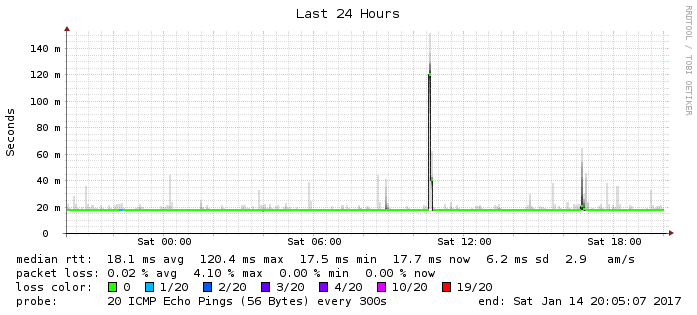 Last 24 Hours
RRDTOOL / TOBI OETIKER
Seconds
140 m
120 m
100 m
80 m
60 m
40 m
20 m
0
Sat 00:00 Sat 06:00 Sat 12:00 Sat 18:00
median rtt: 18.1 ms avg 120.4 ms max 17.5 ms min 17.7 ms now 6.2 ms sd 2.9 am/s
packet loss: 0.02 % avg 4.10 % max 0.00 % min 0.00 % now
loss color: 0 1/20 2/20 3/20 4/20 10/20 19/20
probe: 20 ICMP Echo Pings (56 Bytes) every 300s end: Sat Jan 14 20:05:07 2017